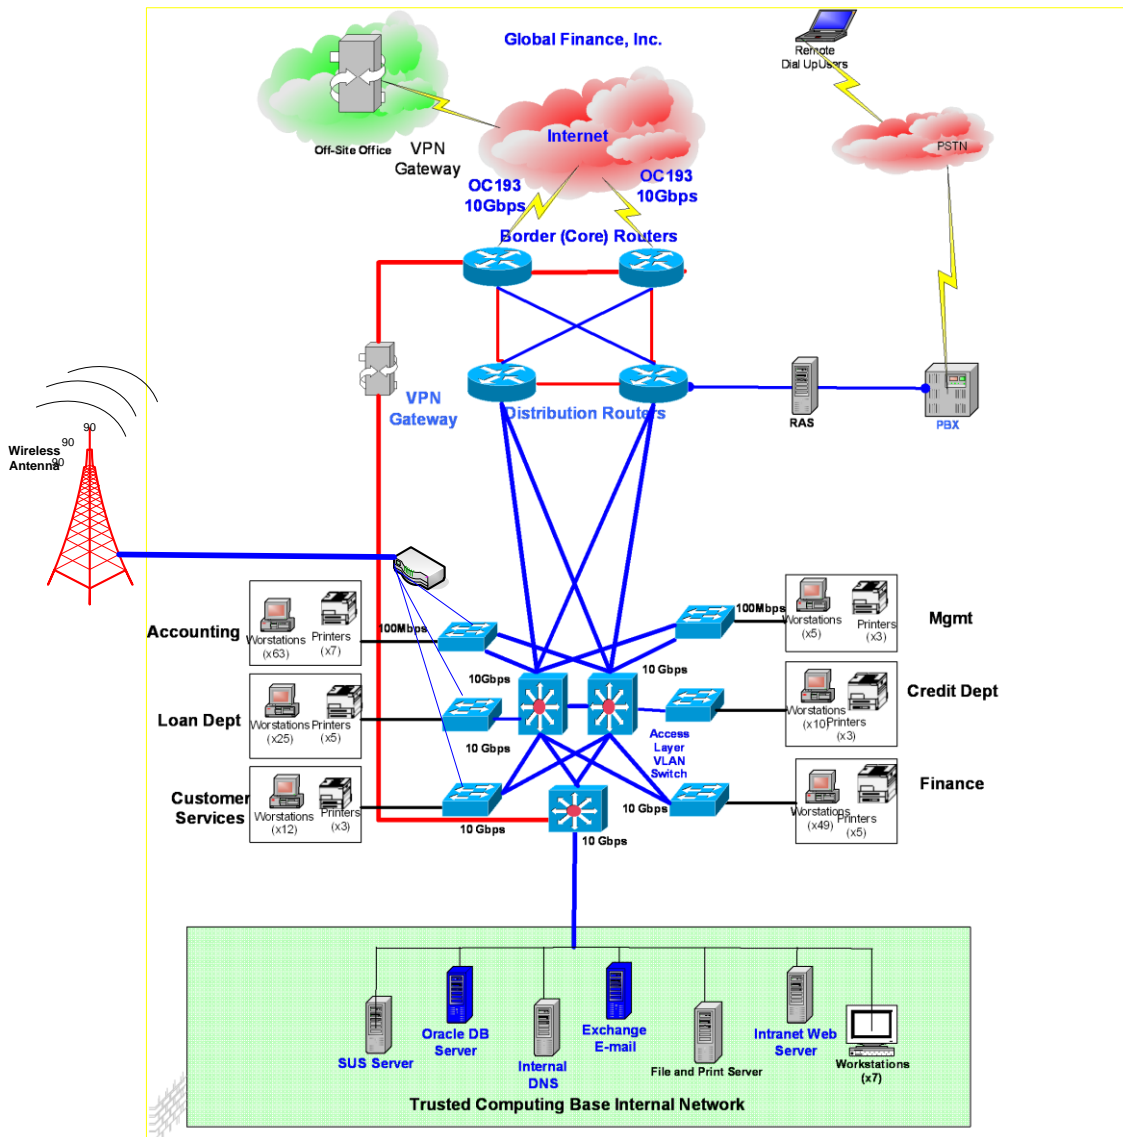 Global Finance, Inc.
Remote
Dial UpUsers
Internet
Off-Site Office
VPN
Gateway
PSTN
OC193
10Gbps
OC193
10Gbps
Border (Core) Routers
VPN
Gateway
Distribution Routers
RAS
PBX
90
90
90
Wireless
Antenna
Accounting
Worstations
(x63)
Printers
(x7)
100Mbps
100Mbps
Worstations
(x5)
Printers
(x3)
Mgmt
10Gbps
10 Gbps
Loan Dept
Worstations
(x25)
Printers
(x5)
10 Gbps
Access
Layer
VLAN
Switch
Worstations
(x10)
Printers
(x3)
Credit Dept
Customer
Services
Worstations
(x12)
Printers
(x3)
10 Gbps
10 Gbps
10 Gbps
Worstations
(x49)
Printers
(x5)
Finance
SUS Server
Oracle DB
Server
Internal
DNS
Exchange
E-mail
File and Print Server
Intranet Web
Server
Workstations
(x7)
Trusted Computing Base Internal Network